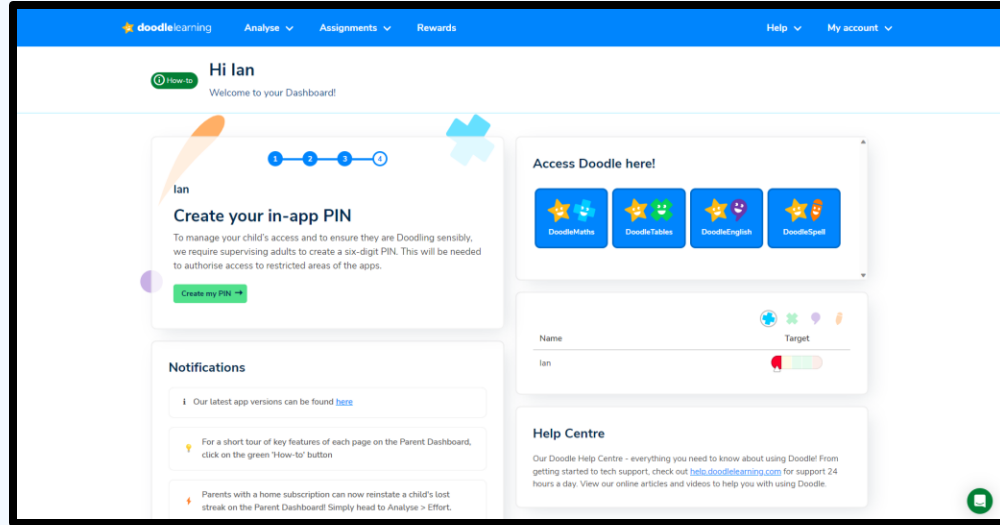 doodlelearning Analyse Assignments Rewards Help My account
How-to
Hi Ian
Welcome to your Dashboard!
1 2 3 4
Ian
Create your in-app PIN
To manage your child's access and to ensure they are Doodling sensibly,
we require supervising adults to create a six-digit PIN. This will be needed
to authorise access to restricted areas of the apps.
Create my PIN →
Notifications
Our latest app versions can be found here
For a short tour of key features of each page on the Parent Dashboard,
click on the green 'How-to' button
Parents with a home subscription can now reinstate a child's lost
streak on the Parent Dashboard! Simply head to Analyse > Effort.
Access Doodle here!
DoodleMaths DoodleTables DoodleEnglish DoodleSpell
Name Target
Ian
Help Centre
Our Doodle Help Centre - everything you need to know about using Doodle! From
getting started to tech support, check out help.doodlelearning.com for support 24
hours a day. View our online articles and videos to help you with using Doodle.